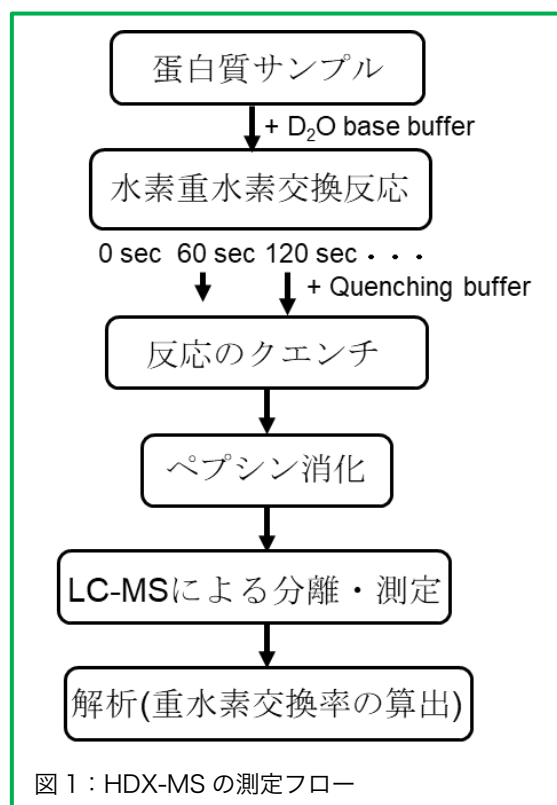 蛋白質サンプル
+ D₂O base buffer
水素重水素交換反応
0 sec 60 sec 120 sec・・・
+ Quenching buffer
反応のクエンチ
ペプシン消化
LC-MSによる分離・測定
解析(重水素交換率の算出)
図1：HDX-MS の測定フロー